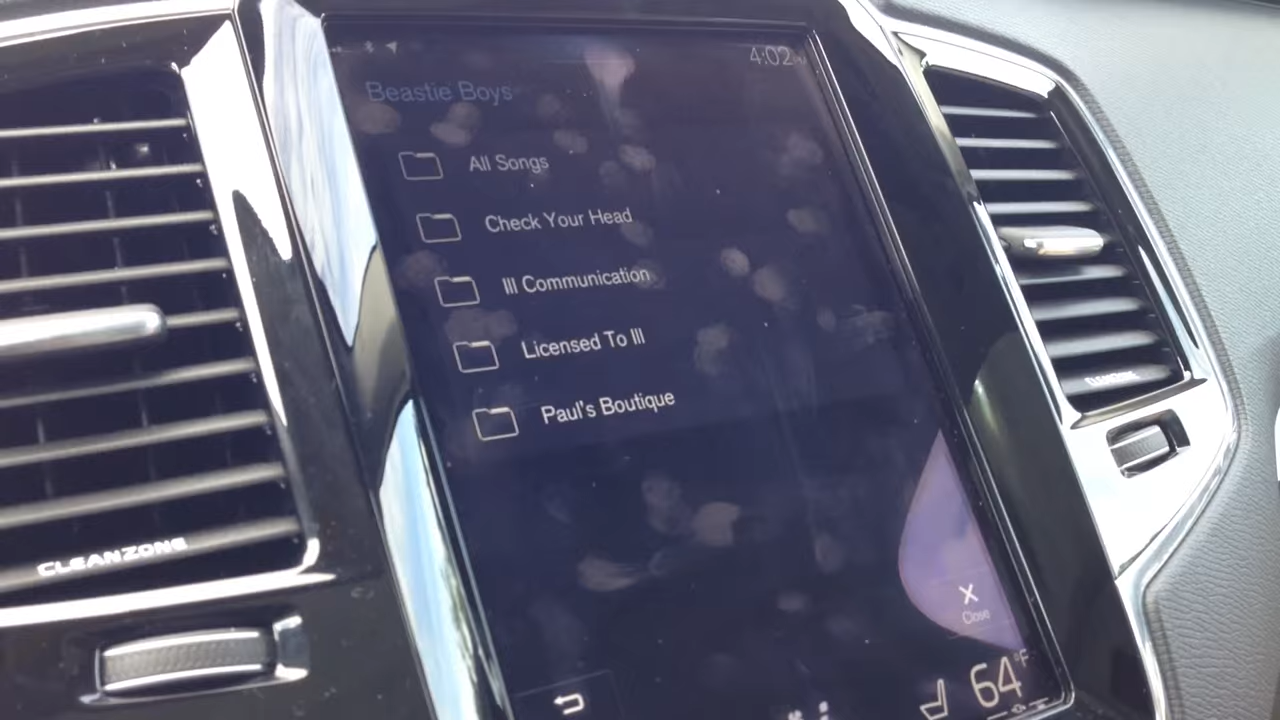 4:02
Beastie Boys
All Songs
Check Your Head
Ill Communication
Licensed To Ill
Paul's Boutique
CLEANZONE
CLEANZONE
Close
64°F